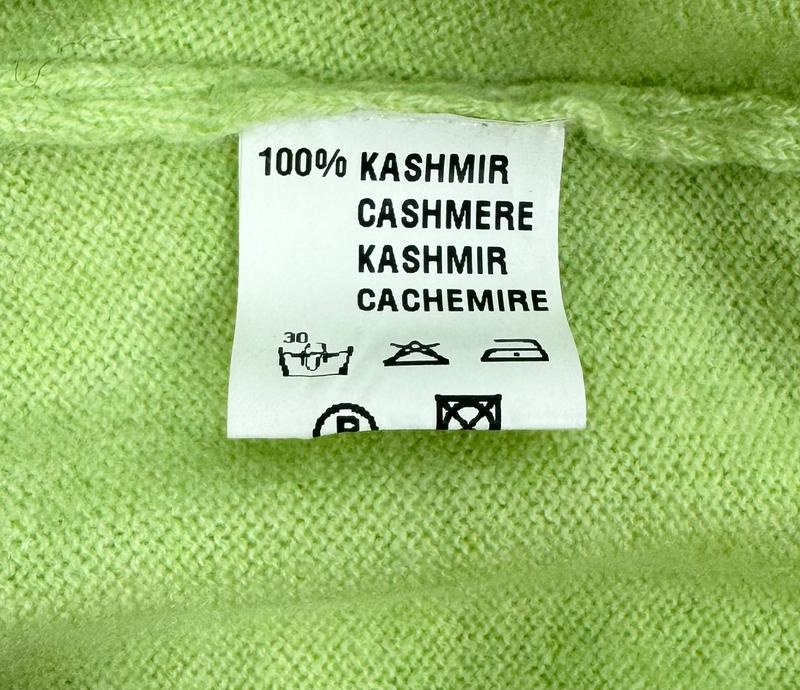 100% KASHMIR
CASHMERE
KASHMIR
CACHEMIRE
30
P